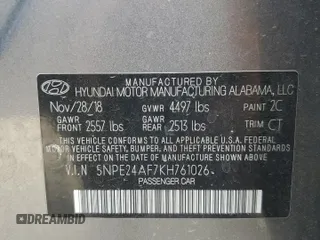 MANUFACTURED BY
HYUNDAI MOTOR MANUFACTURING ALABAMA, LLC
Nov/28/18 GVWR 4497 lbs PAINT 2C
GAWR FRONT 2557 lbs GAWR REAR 2513 lbs TRIM CT
THIS VEHICLE CONFORMS TO ALL APPLICABLE U.S.A. FEDERAL
MOTOR VEHICLE SAFETY, BUMPER, AND THEFT PREVENTION
STANDARDS IN EFFECT ON THE DATE OF MANUFACTURE SHOWN ABOVE.
V.I.N 5NPE24AF7KH761026
PASSENGER CAR
DREAMBID